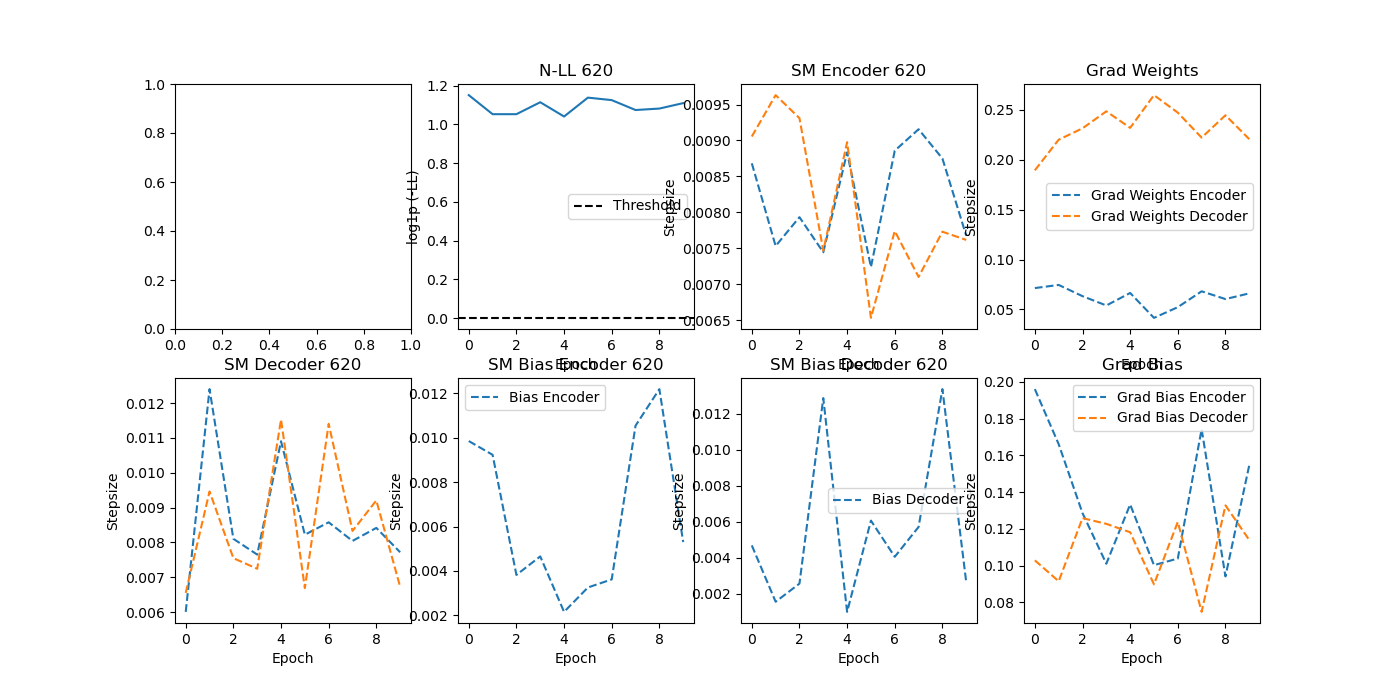 N-LL 620
SM Encoder 620
Grad Weights
1.0
0.8
0.6
0.4
0.2
0.0
0.0 0.2 0.4 0.6 0.8 1.0
log1p (-LL)
1.2
1.0
0.8
0.6
0.4
0.2
0.0
Threshold
0 2 4 6 8
Epoch
Stepsize
0.0095
0.0090
0.0085
0.0080
0.0075
0.0070
0.0065
0 2 4 6 8
Epoch
Stepsize
0.25
0.20
0.15
0.10
0.05
Grad Weights Encoder
Grad Weights Decoder
0 2 4 6 8
Epoch
SM Decoder 620
SM Bias Encoder 620
SM Bias Decoder 620
Grad Bias
Stepsize
0.012
0.011
0.010
0.009
0.008
0.007
0.006
0 2 4 6 8
Epoch
Stepsize
0.012
0.010
0.008
0.006
0.004
0.002
Bias Encoder
0 2 4 6 8
Epoch
Stepsize
0.012
0.010
0.008
0.006
0.004
0.002
Bias Decoder
0 2 4 6 8
Epoch
Stepsize
0.20
0.18
0.16
0.14
0.12
0.10
0.08
Grad Bias Encoder
Grad Bias Decoder
0 2 4 6 8
Epoch